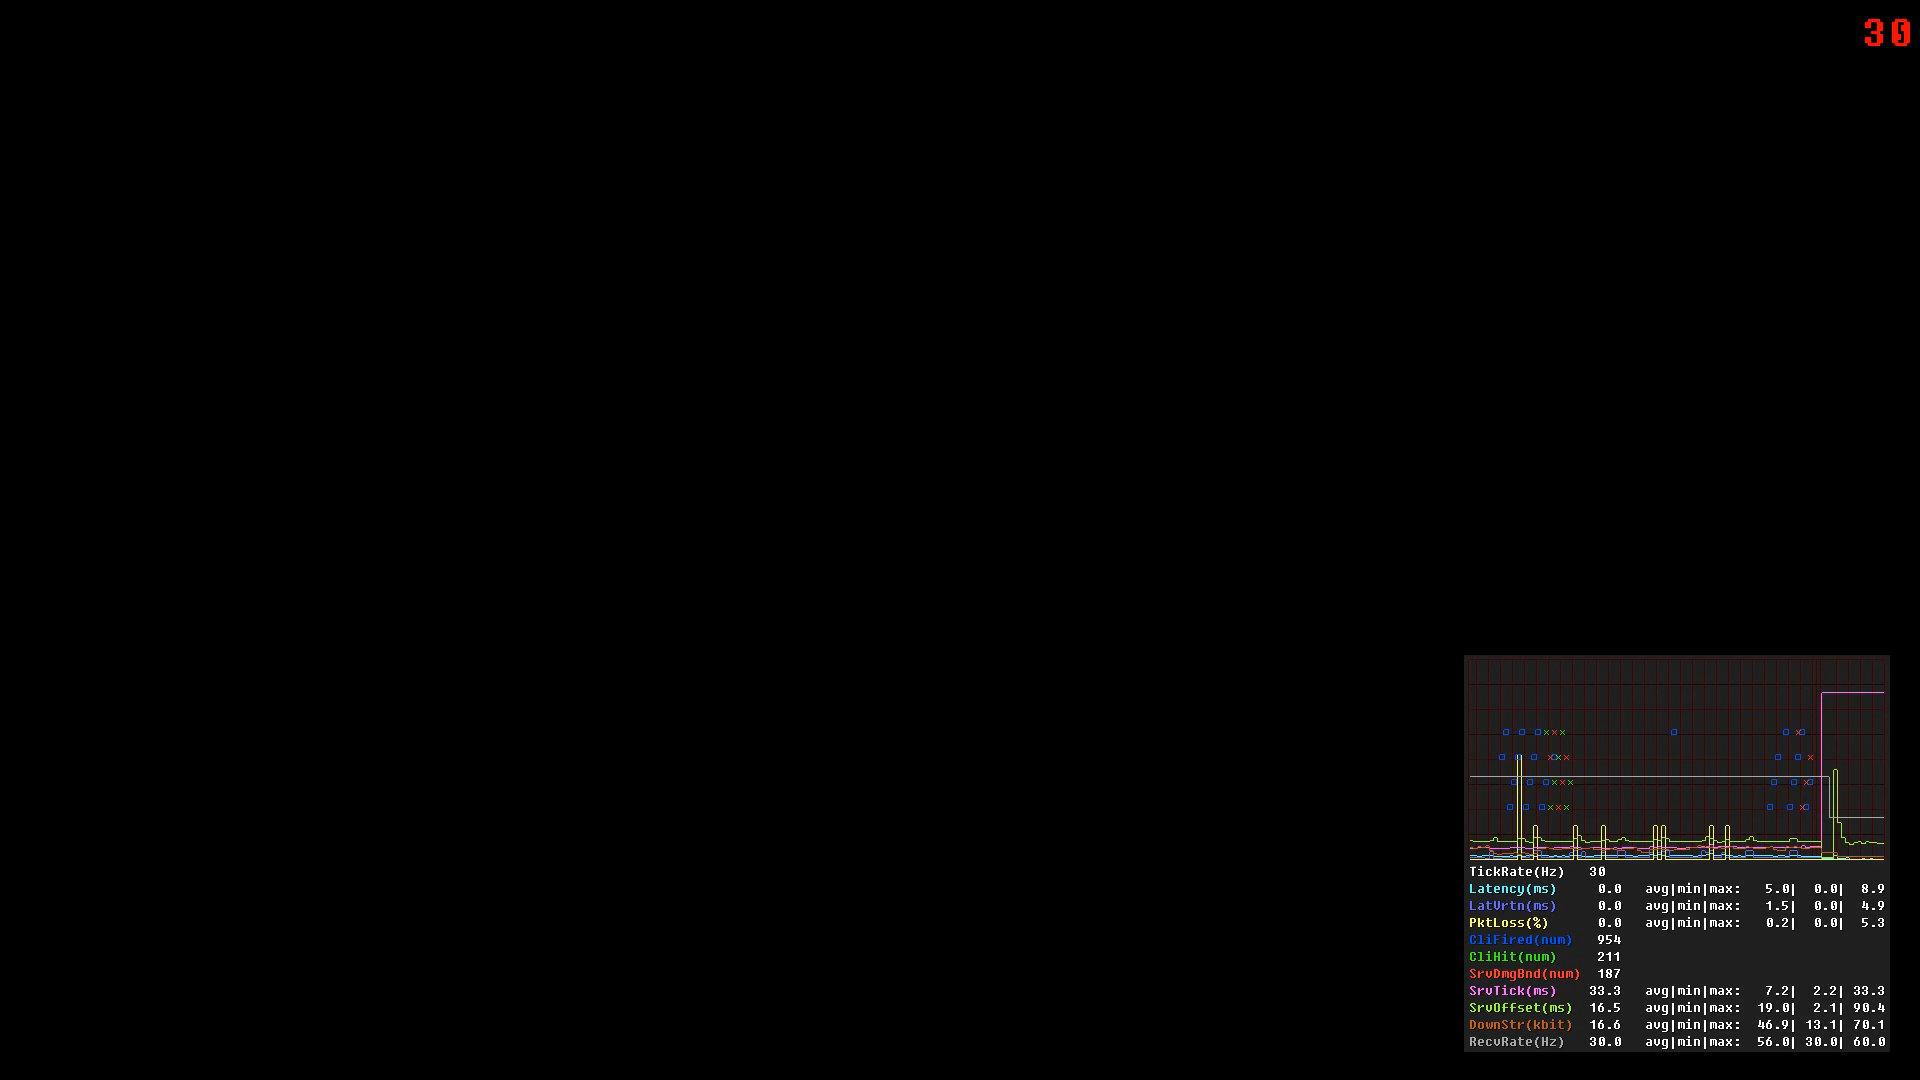 30
TickRate(Hz) 30
Latency(ms) 0.0 avg|min|max: 5.0| 0.0| 8.9
LatVrtn(ms) 0.0 avg|min|max: 1.5| 0.0| 4.9
PktLoss(%) 0.0 avg|min|max: 0.2| 0.0| 5.3
CliFired(num) 954
CliHit(num) 211
SrvDmgBnd(num) 187
SrvTick(ms) 33.3 avg|min|max: 7.2| 2.2| 33.3
SrvOffset(ms) 16.5 avg|min|max: 19.0| 2.1| 90.4
DownStr(kbit) 16.6 avg|min|max: 46.9| 13.1| 70.1
RecvRate(Hz) 30.0 avg|min|max: 56.0| 30.0| 60.0